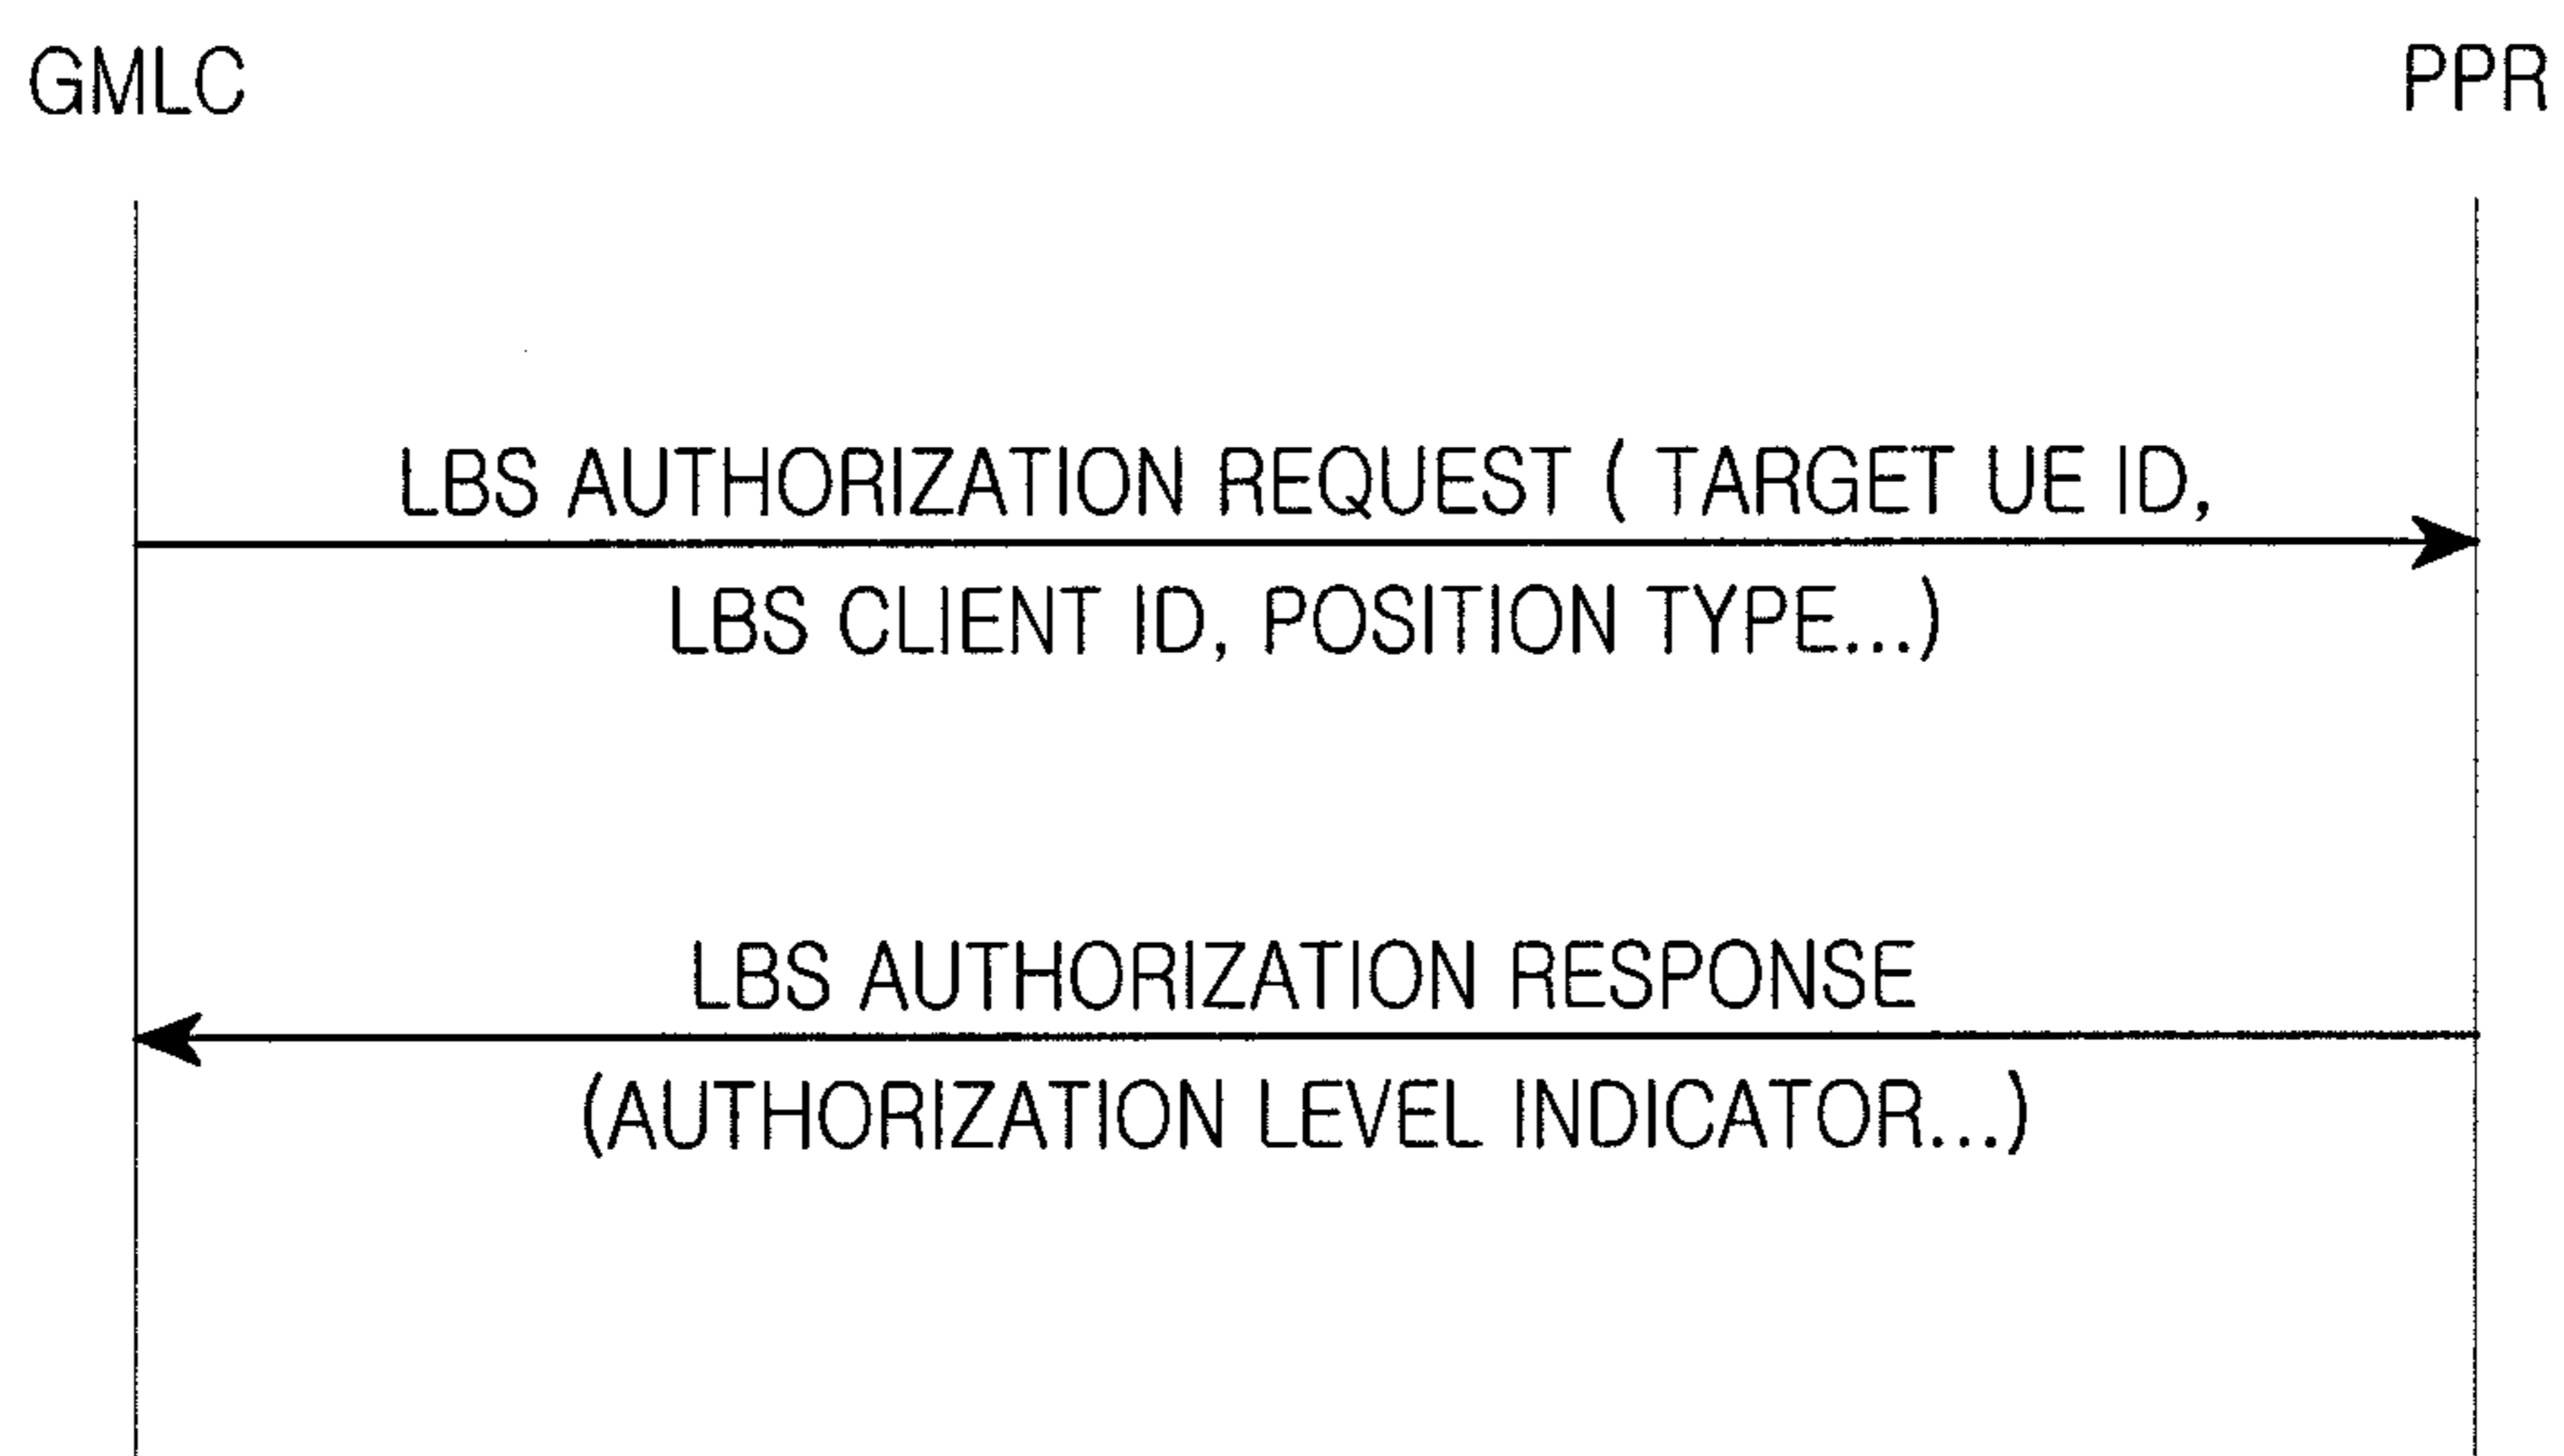 GMLC PPR
LBS AUTHORIZATION REQUEST ( TARGET UE ID,
LBS CLIENT ID, POSITION TYPE...)
LBS AUTHORIZATION RESPONSE
(AUTHORIZATION LEVEL INDICATOR...)